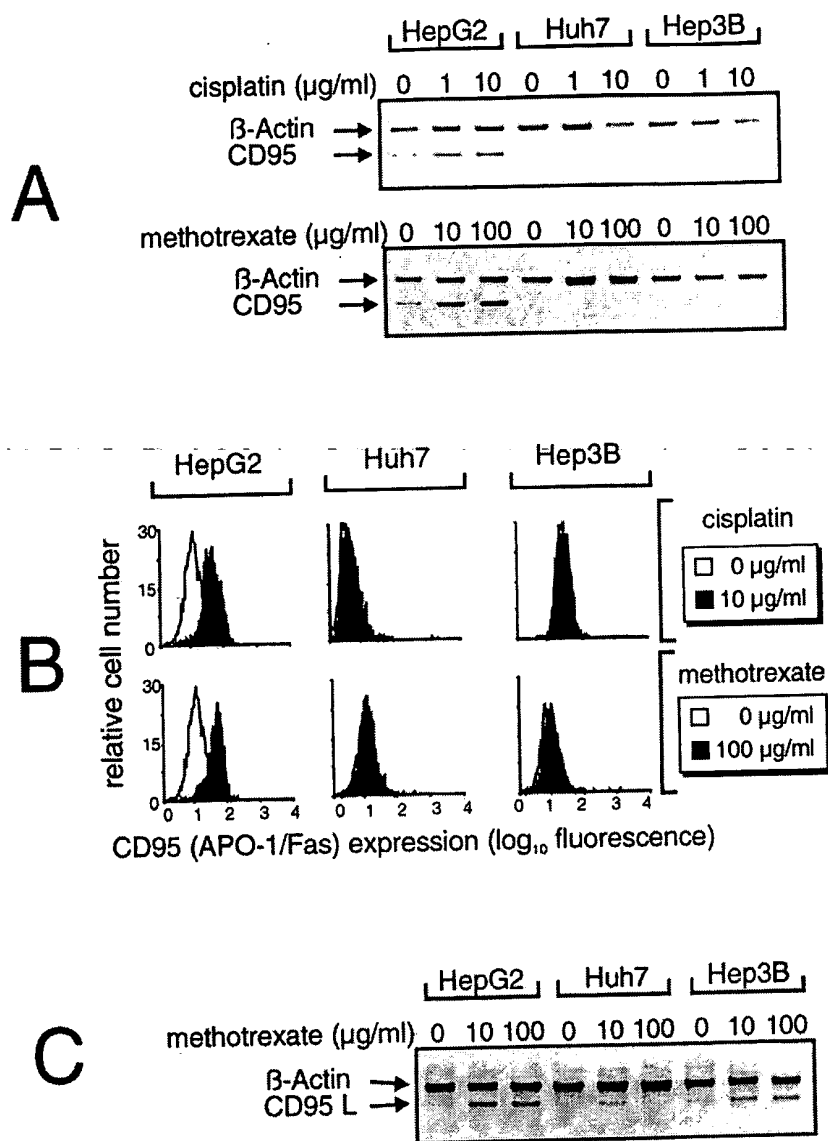 A
HepG2 Huh7 Hep3B
cisplatin (µg/ml) 0 1 10 0 1 10 0 1 10
ß-Actin
CD95
methotrexate (µg/ml) 0 10 100 0 10 100 0 10 100
ß-Actin
CD95
B
HepG2 Huh7 Hep3B
relative cell number
30
15
0
cisplatin
0 µg/ml
10 µg/ml
30
15
0
methotrexate
0 µg/ml
100 µg/ml
0 1 2 3 4 0 1 2 3 4 0 1 2 3 4
CD95 (APO-1/Fas) expression (log₁₀ fluorescence)
C
HepG2 Huh7 Hep3B
methotrexate (µg/ml) 0 10 100 0 10 100 0 10 100
ß-Actin
CD95 L